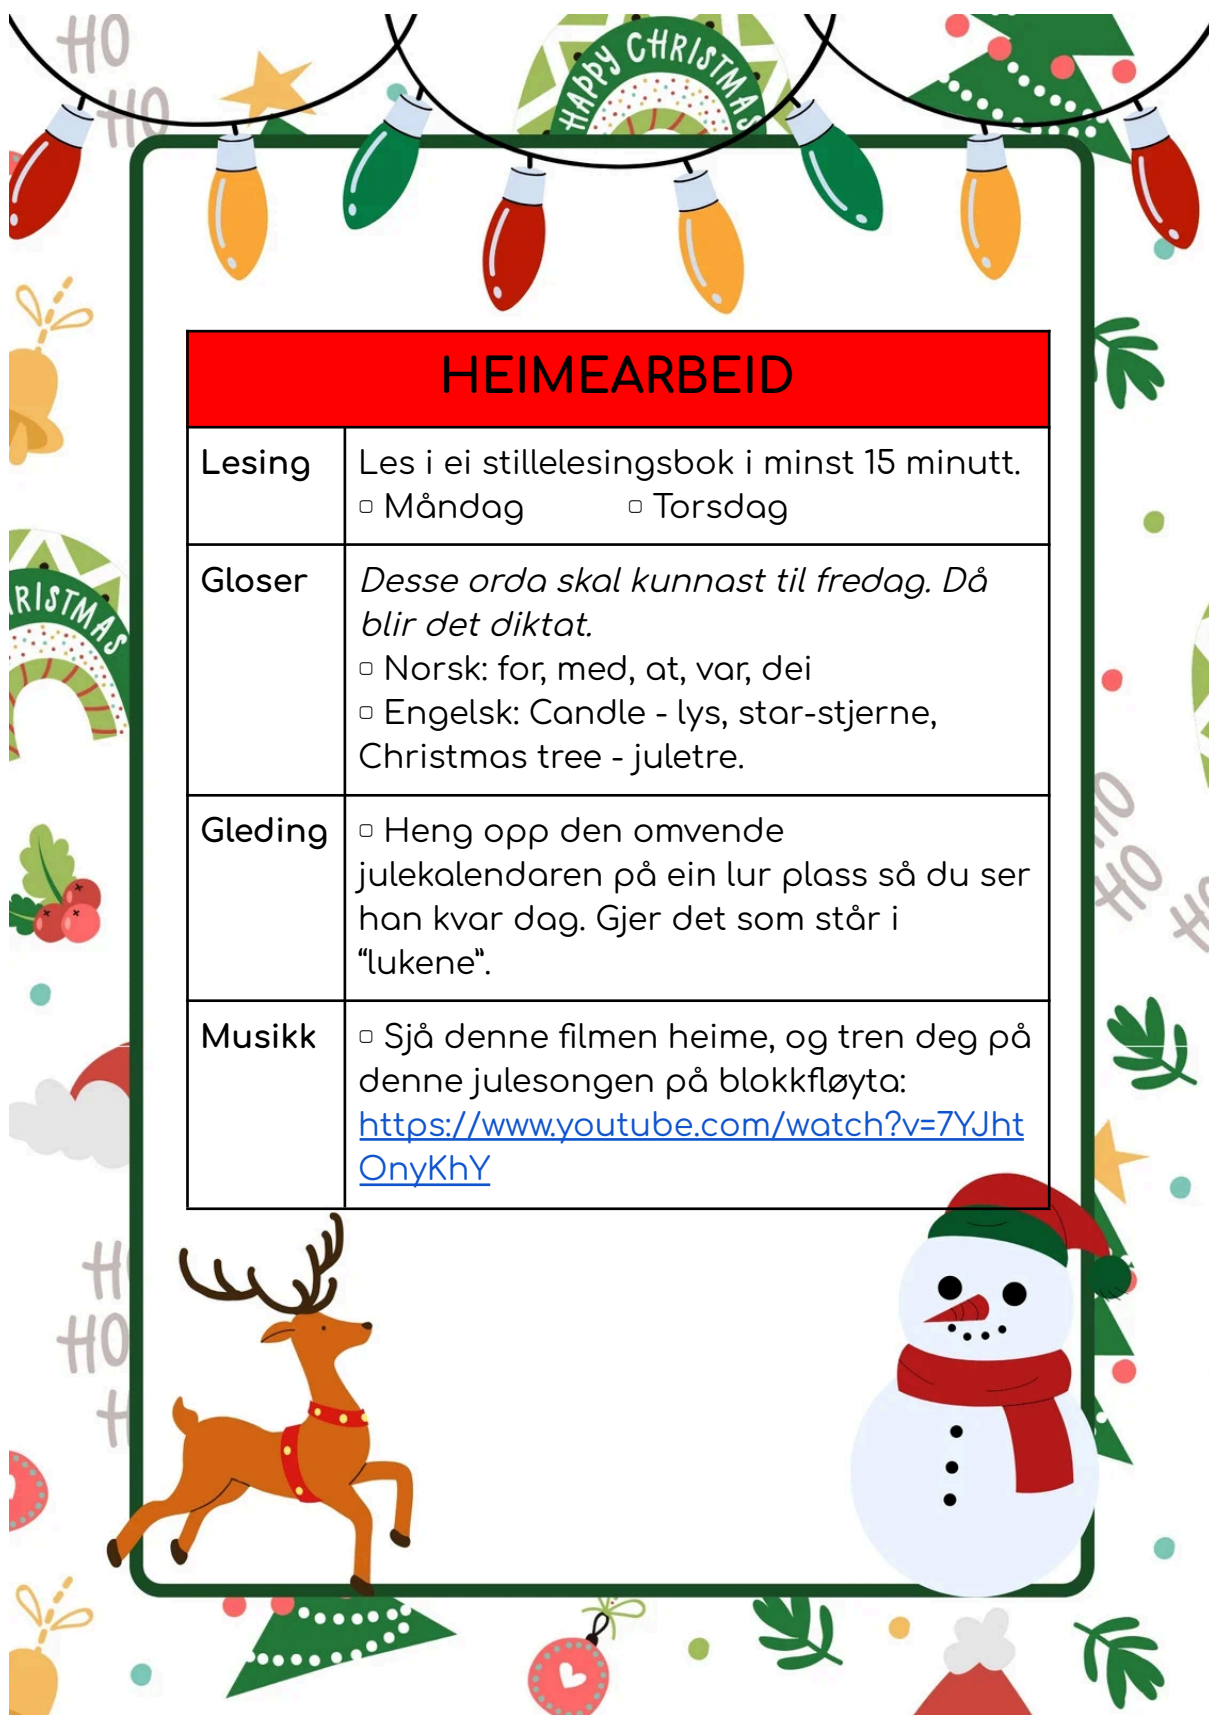 HO
HO
HAPPY CHRISTMAS
HEIMEARBEID
Lesing
Les i ei stillelesingsbok i minst 15 minutt.
▢ Måndag ▢ Torsdag
Gloser
Desse orda skal kunnast til fredag. Då
blir det diktat.
▢ Norsk: for, med, at, var, dei
▢ Engelsk: Candle - lys, star-stjerne,
Christmas tree - juletre.
RISTMAS
Gleding
▢ Heng opp den omvende
julekalendaren på ein lur plass så du ser
han kvar dag. Gjer det som står i
“lukene”.
HO
HO
Musikk
▢ Sjå denne filmen heime, og tren deg på
denne julesongen på blokkfløyta:
https://www.youtube.com/watch?v=7YJht
OnyKhY
H
HO
H